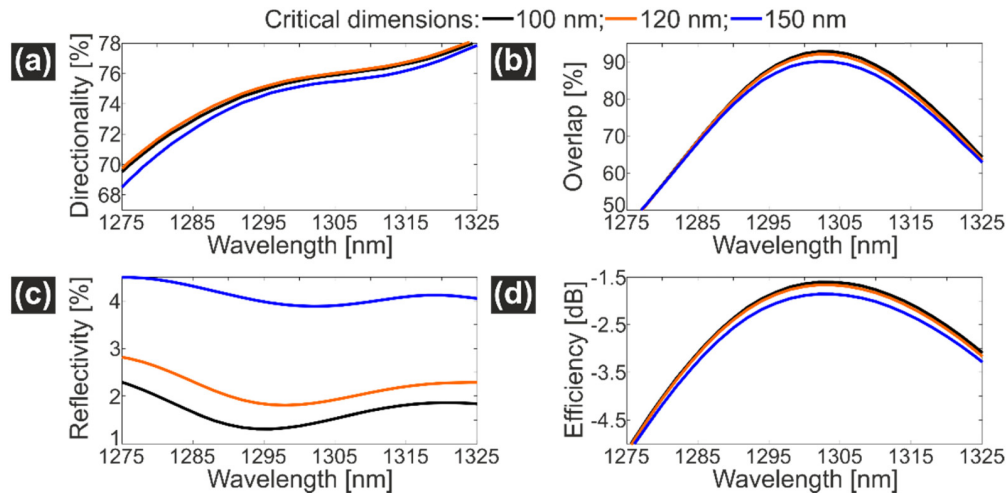 Critical dimensions: 100 nm; 120 nm; 150 nm
(a)
Directionality [%]
78
76
74
72
70
68
1275 1285 1295 1305 1315 1325
Wavelength [nm]
(b)
Overlap [%]
90
80
70
60
50
1275 1285 1295 1305 1315 1325
Wavelength [nm]
(c)
Reflectivity [%]
4
3
2
1
1275 1285 1295 1305 1315 1325
Wavelength [nm]
(d)
Efficiency [dB]
-1.5
-2.5
-3.5
-4.5
1275 1285 1295 1305 1315 1325
Wavelength [nm]